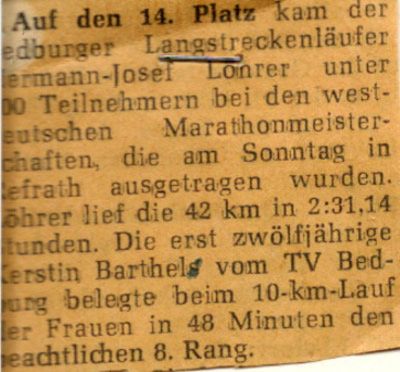 Auf den 14. Platz kam der
edburger Langstreckenläufer
ermann-Josef Löhrer unter
00 Teilnehmern bei den west-
eutschen Marathonmeister-
chaften, die am Sonntag in
efrath ausgetragen wurden.
öhrer lief die 42 km in 2:31,14
tunden. Die erst zwölfjährige
erstin Barthels vom TV Bed-
urg belegte beim 10-km-Lauf
er Frauen in 48 Minuten den
eachtlichen 8. Rang.